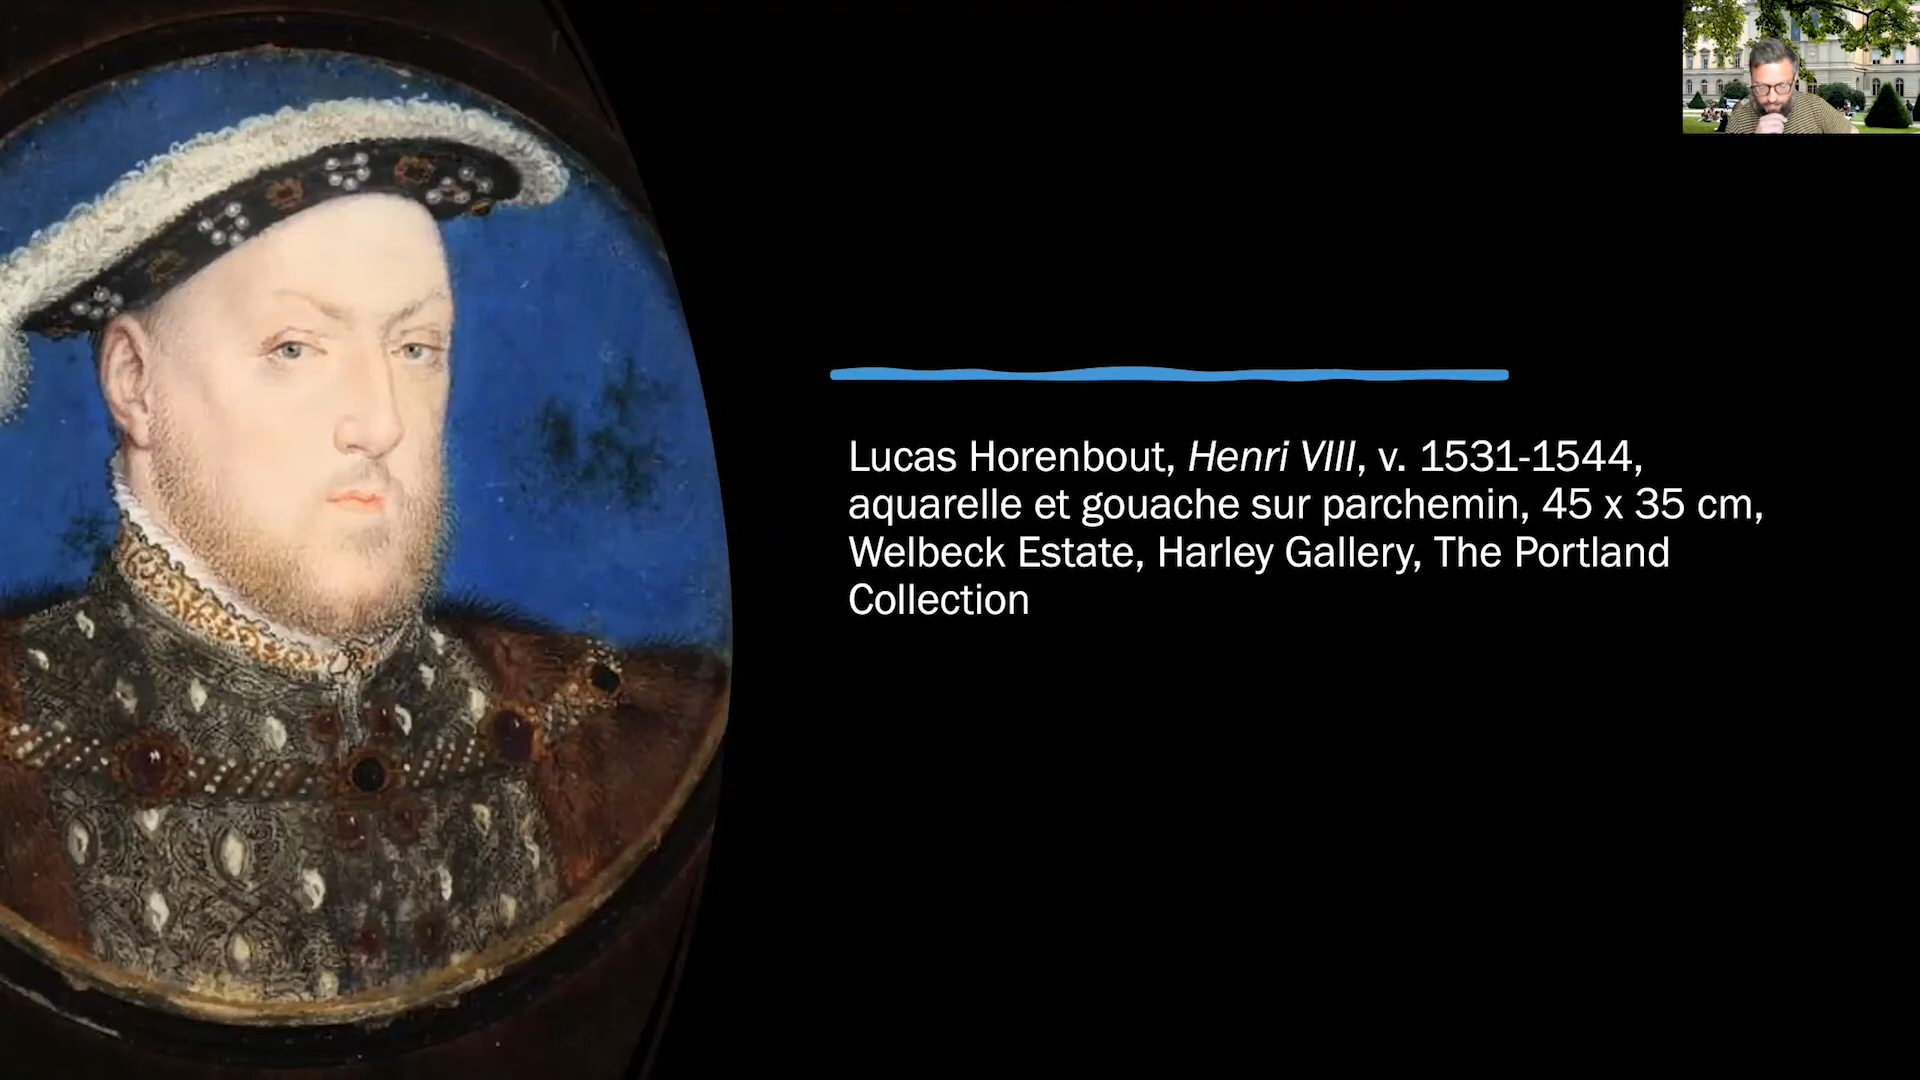 Lucas Horenbout, Henri VIII, v. 1531-1544,
aquarelle et gouache sur parchemin, 45 x 35 cm,
Welbeck Estate, Harley Gallery, The Portland
Collection